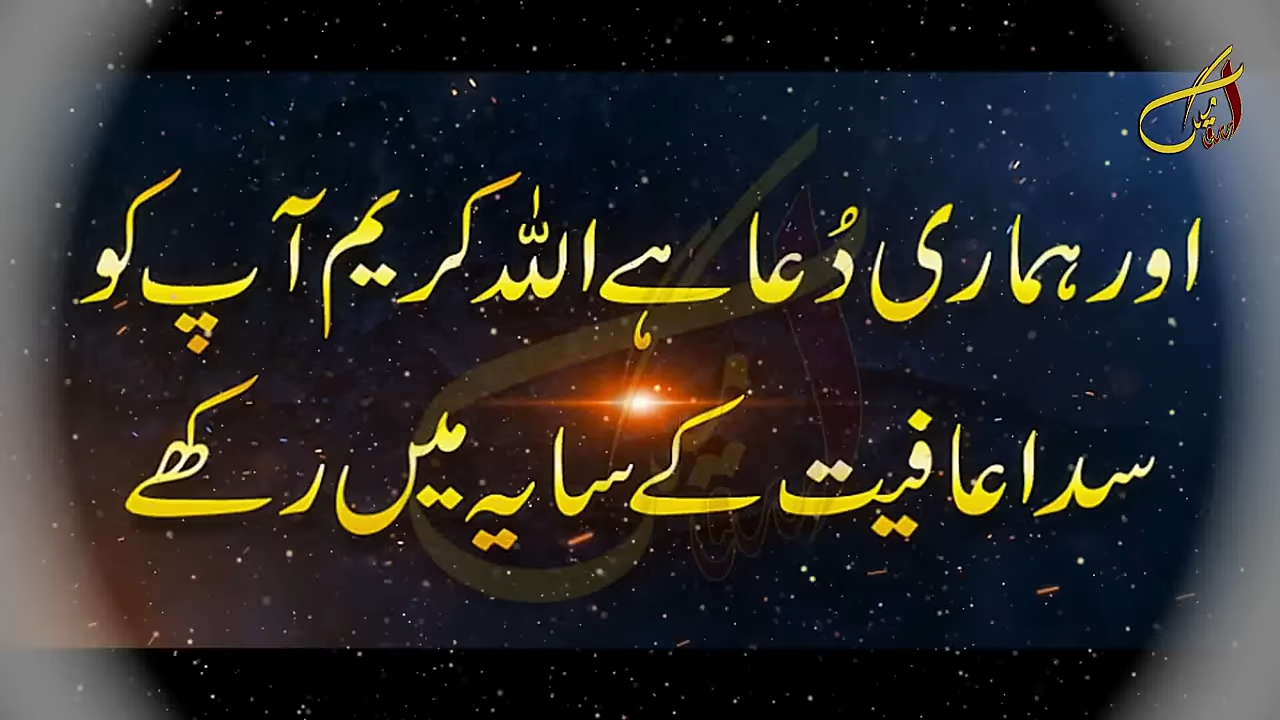 اور ہماری دُعا ہے اللہ کریم آپ کو
سدا عافیت کے سایہ میں رکھے